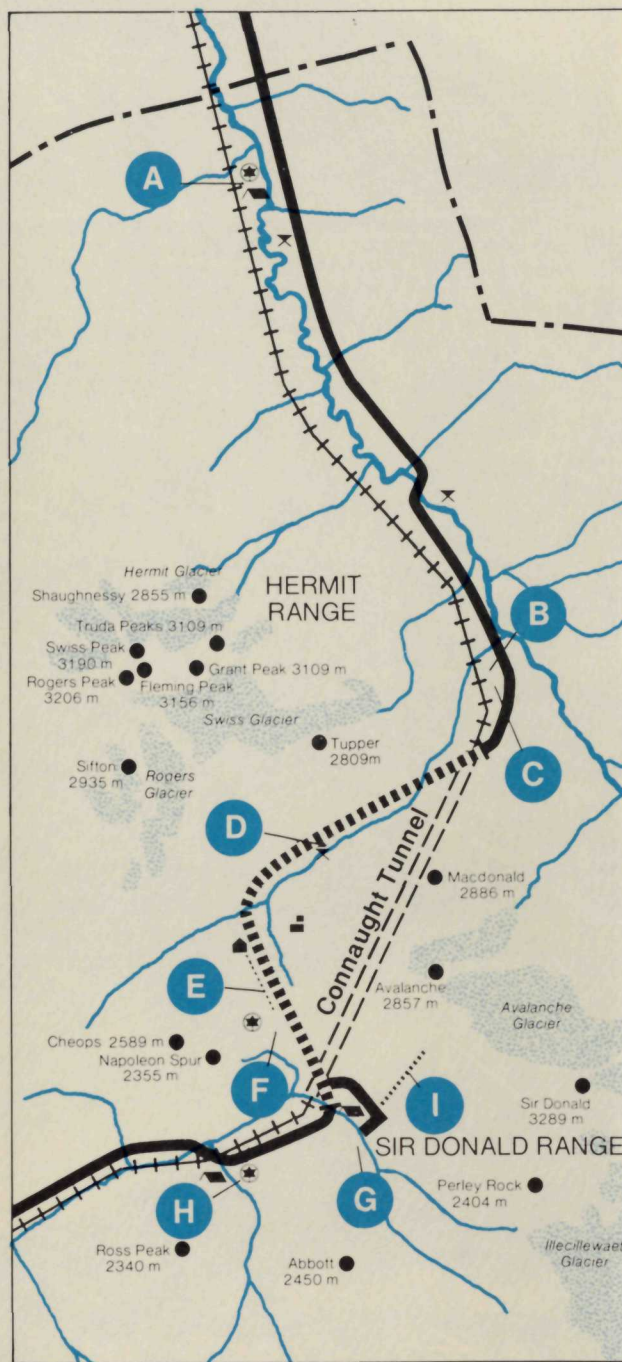 A
Hermit Glacier
Shaughnessy 2855 m
HERMIT
RANGE
Truda Peaks 3109 m
B
Swiss Peak
3190 m
Grant Peak 3109 m
Rogers Peak
3206 m
Fleming Peak
3156 m
Swiss Glacier
Tupper
2809m
Sifton
2935 m
Rogers
Glacier
C
D
Connaught Tunnel
Macdonald
2886 m
E
Avalanche
2857 m
Avalanche
Glacier
Cheops 2589 m
Napoleon Spur
2355 m
F
I
Sir Donald
3289 m
SIR DONALD RANGE
G
H
Perley Rock
2404 m
Ross Peak
2340 m
Abbott
2450 m
Illecillewaet
Glacier